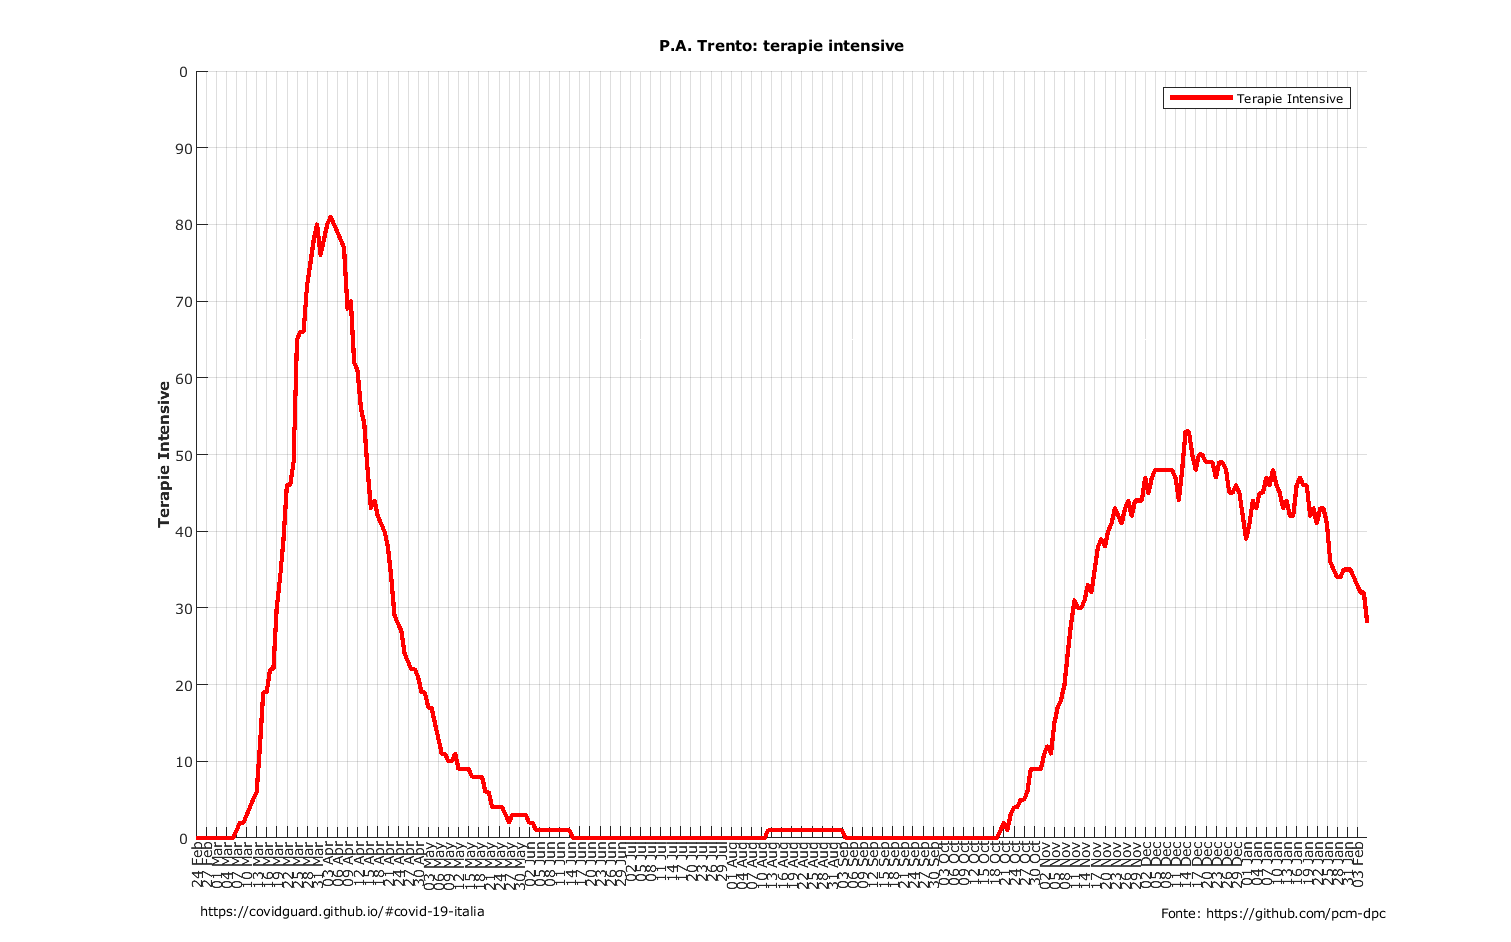 P.A. Trento: terapie intensive
Terapie Intensive
0
90
80
70
60
50
40
30
20
10
0
Terapie Intensive
24 Feb
27 Feb
01 Mar
04 Mar
07 Mar
10 Mar
13 Mar
16 Mar
19 Mar
22 Mar
25 Mar
28 Mar
31 Mar
03 Apr
06 Apr
09 Apr
12 Apr
15 Apr
18 Apr
21 Apr
24 Apr
27 Apr
30 Apr
03 May
06 May
09 May
12 May
15 May
18 May
21 May
24 May
27 May
30 May
02 Jun
05 Jun
08 Jun
11 Jun
14 Jun
17 Jun
20 Jun
23 Jun
26 Jun
29 Jun
02 Jul
05 Jul
08 Jul
11 Jul
14 Jul
17 Jul
20 Jul
23 Jul
26 Jul
29 Jul
01 Aug
04 Aug
07 Aug
10 Aug
13 Aug
16 Aug
19 Aug
22 Aug
25 Aug
28 Aug
31 Aug
03 Sep
06 Sep
09 Sep
12 Sep
15 Sep
18 Sep
21 Sep
24 Sep
27 Sep
30 Sep
03 Oct
06 Oct
09 Oct
12 Oct
15 Oct
18 Oct
21 Oct
24 Oct
27 Oct
30 Oct
02 Nov
05 Nov
08 Nov
11 Nov
14 Nov
17 Nov
20 Nov
23 Nov
26 Nov
29 Nov
02 Dec
05 Dec
08 Dec
11 Dec
14 Dec
17 Dec
20 Dec
23 Dec
26 Dec
29 Dec
01 Jan
04 Jan
07 Jan
10 Jan
13 Jan
16 Jan
19 Jan
22 Jan
25 Jan
28 Jan
31 Jan
03 Feb
https://covidguard.github.io/#covid-19-italia
Fonte: https://github.com/pcm-dpc